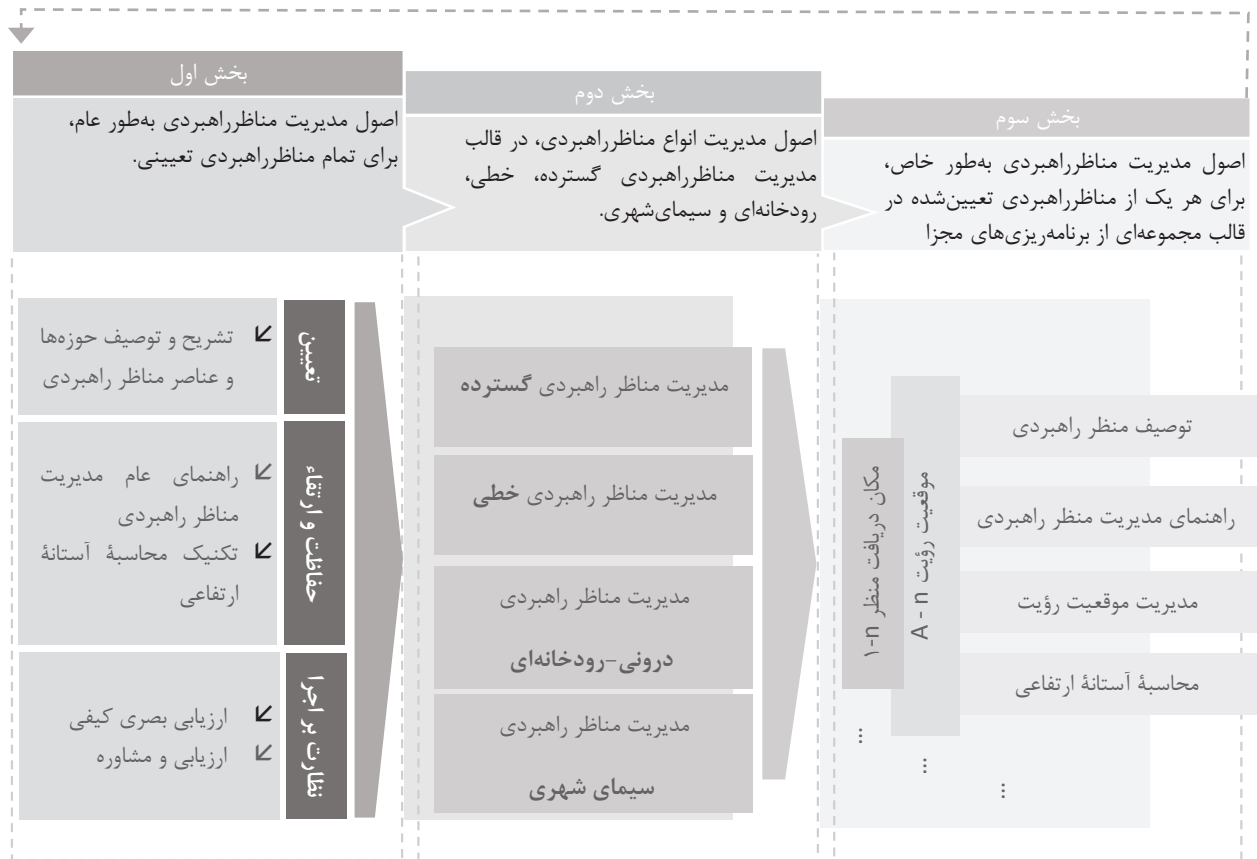 بخش اول
اصول مدیریت مناظرراهبردی به‌طور عام،
برای تمام مناظرراهبردی تعیینی.
تعیین
تشریح و توصیف حوزه‌ها
و عناصر مناظر راهبردی
حفاظت و ارتقاء
راهنمای عام مدیریت
مناظر راهبردی
تکنیک محاسبهٔ آستانهٔ
ارتفاعی
نظارت بر اجرا
ارزیابی بصری کیفی
ارزیابی و مشاوره
بخش دوم
اصول مدیریت انواع مناظرراهبردی، در قالب
مدیریت مناظرراهبردی گسترده، خطی،
رودخانه‌ای و سیمای‌شهری.
مدیریت مناظر راهبردی گسترده
مدیریت مناظر راهبردی خطی
مدیریت مناظر راهبردی
درونی-رودخانه‌ای
مدیریت مناظر راهبردی
سیمای شهری
بخش سوم
اصول مدیریت مناظرراهبردی به‌طور خاص،
برای هر یک از مناظرراهبردی تعیین‌شده در
قالب مجموعه‌ای از برنامه‌ریزی‌های مجزا
مکان دریافت منظر ۱-n
موقعیت رؤیت A - n
توصیف منظر راهبردی
راهنمای مدیریت منظر راهبردی
مدیریت موقعیت رؤیت
محاسبهٔ آستانهٔ ارتفاعی
...
...
...